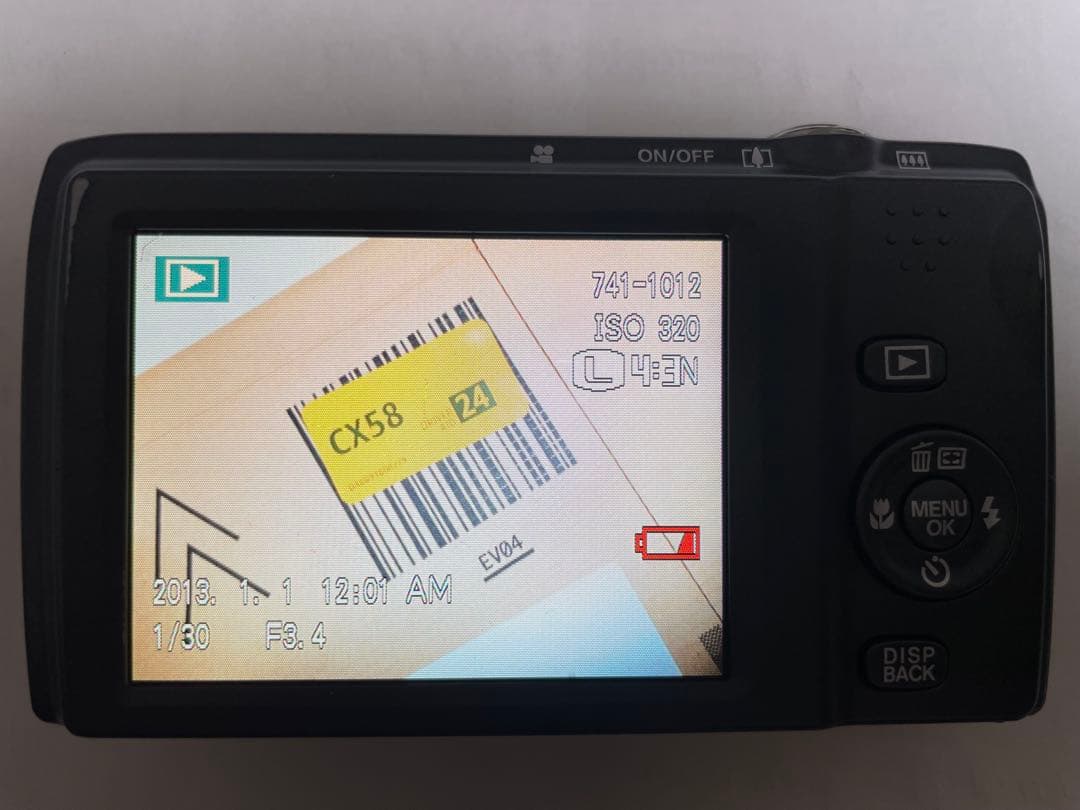 ON/OFF
741-1012
ISO 320
L 4:3N
CX58
24
EV04
2013. 1. 1 12:01 AM
1/30 F3.4
MENU
OK
DISP
BACK